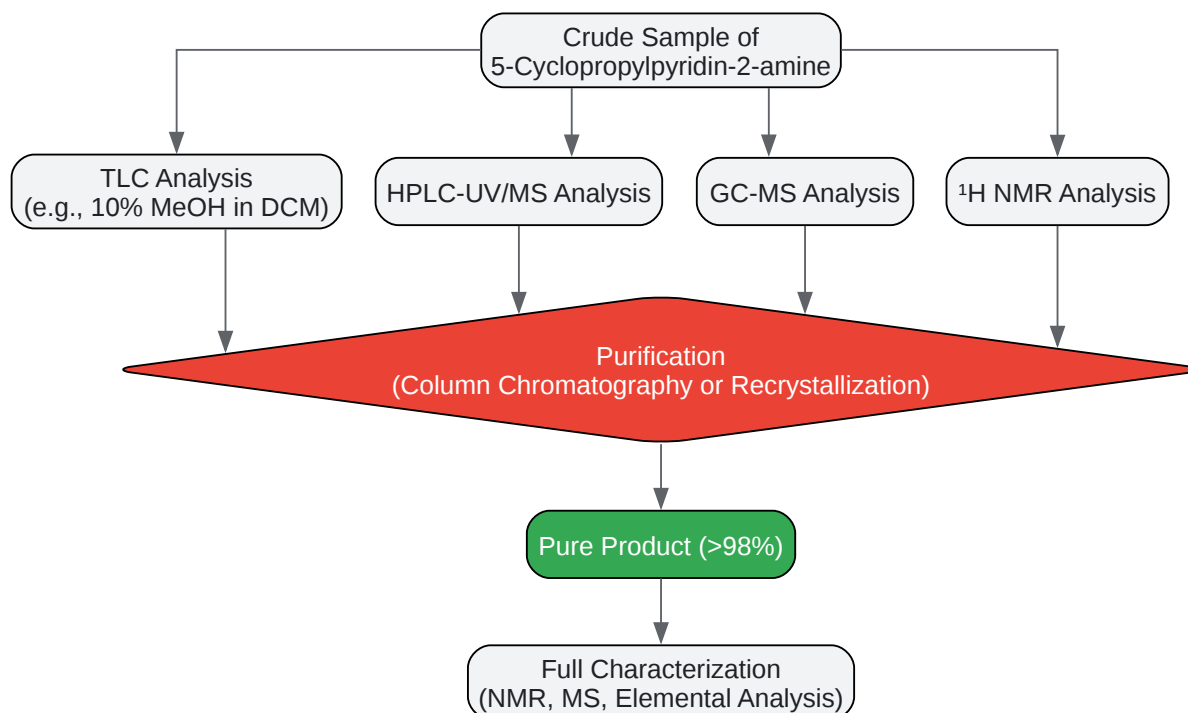 Crude Sample of
5-Cyclopropylpyridin-2-amine
TLC Analysis
(e.g., 10% MeOH in DCM)
HPLC-UV/MS Analysis
GC-MS Analysis
¹H NMR Analysis
Purification
(Column Chromatography or Recrystallization)
Pure Product (>98%)
Full Characterization
(NMR, MS, Elemental Analysis)